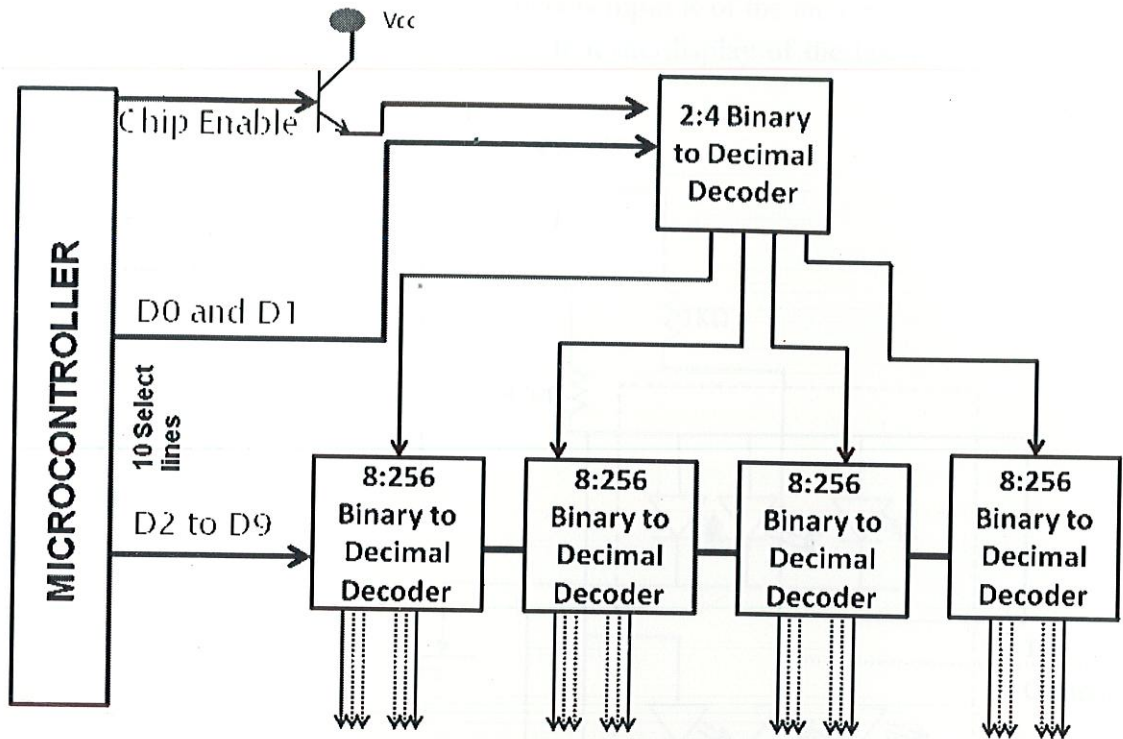 Vcc
Chip Enable
2:4 Binary
to Decimal
Decoder
MICROCONTROLLER
D0 and D1
10 Select
lines
D2 to D9
8:256
Binary to
Decimal
Decoder
8:256
Binary to
Decimal
Decoder
8:256
Binary to
Decimal
Decoder
8:256
Binary to
Decimal
Decoder